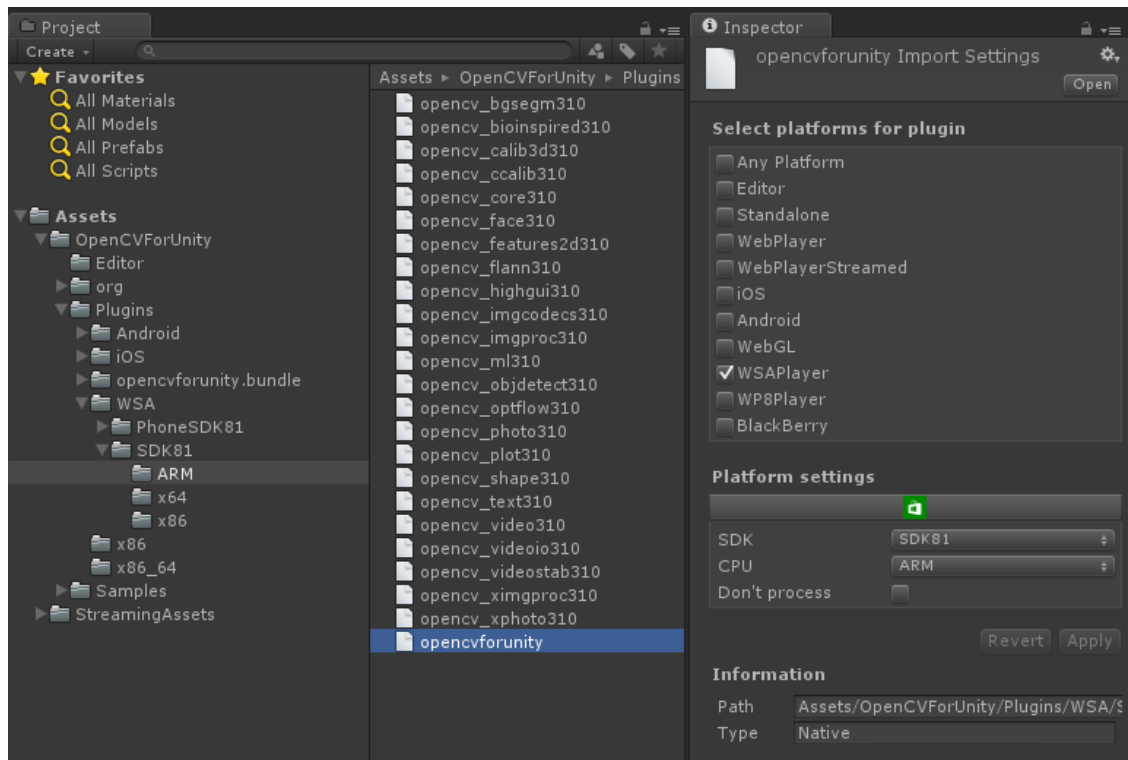 Project
Create
Favorites
All Materials
All Models
All Prefabs
All Scripts
Assets
OpenCVForUnity
Editor
org
Plugins
Android
iOS
opencvforunity.bundle
WSA
PhoneSDK81
SDK81
ARM
x64
x86
x86
x86_64
Samples
StreamingAssets
Assets ▸ OpenCVForUnity ▸ Plugins
opencv_bgsegm310
opencv_bioinspired310
opencv_calib3d310
opencv_ccalib310
opencv_core310
opencv_face310
opencv_features2d310
opencv_flann310
opencv_highgui310
opencv_imgcodecs310
opencv_imgproc310
opencv_ml310
opencv_objdetect310
opencv_optflow310
opencv_photo310
opencv_plot310
opencv_shape310
opencv_text310
opencv_video310
opencv_videoio310
opencv_videostab310
opencv_ximgproc310
opencv_xphoto310
opencvforunity
Inspector
opencvforunity Import Settings
Open
Select platforms for plugin
Any Platform
Editor
Standalone
WebPlayer
WebPlayerStreamed
iOS
Android
WebGL
WSAPlayer
WP8Player
BlackBerry
Platform settings
SDK SDK81
CPU ARM
Don't process
Revert Apply
Information
Path Assets/OpenCVForUnity/Plugins/WSA/S
Type Native